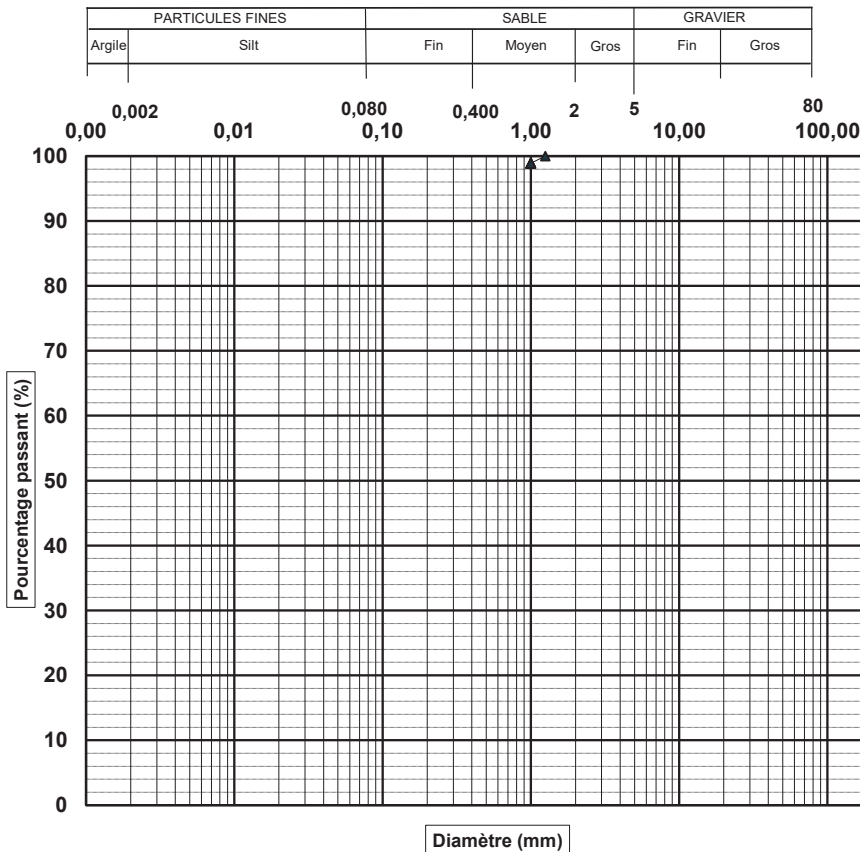 PARTICULES FINES SABLE GRAVIER
Argile Silt Fin Moyen Gros Fin Gros
0,002 0,080 0,400 2 5 80
0,00 0,01 0,10 1,00 10,00 100,00
100
90
80
70
60
50
40
30
20
10
0
Pourcentage passant (%)
Diamètre (mm)